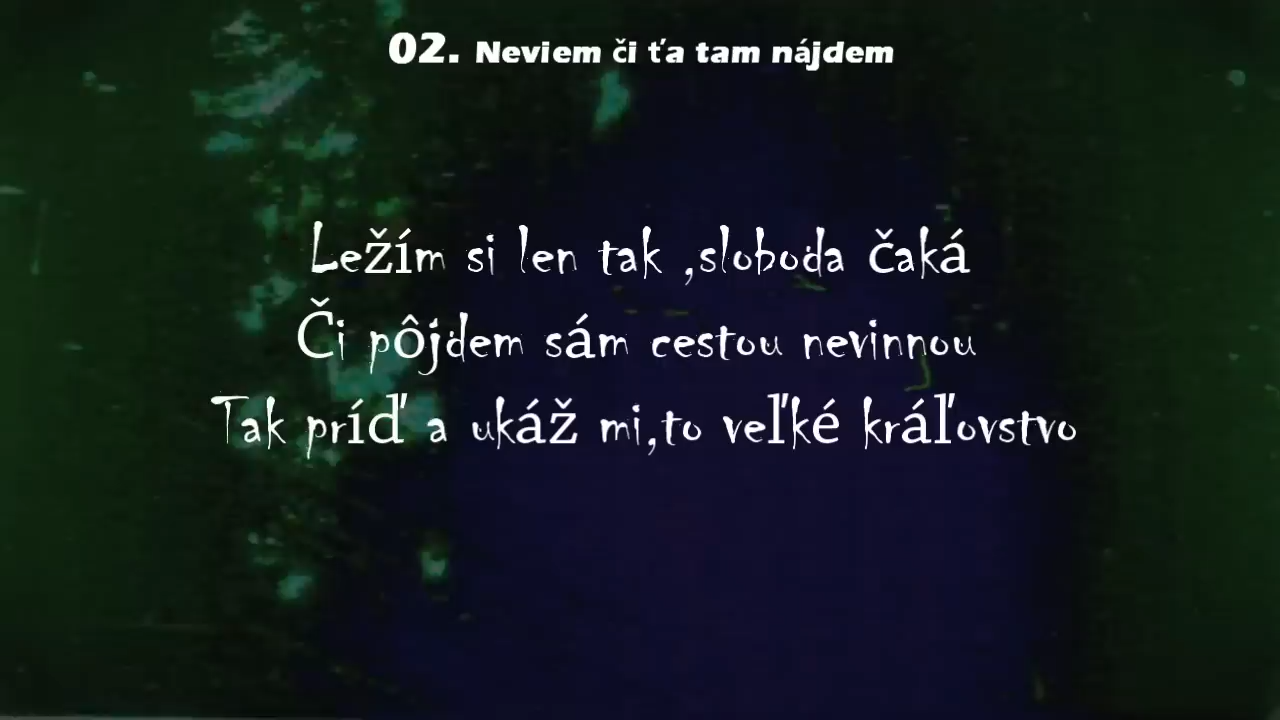 02. Neviem či ťa tam nájdem
Ležím si len tak ,sloboda čaká
Či pôjdem sám cestou nevinnou
Tak príď a ukáž mi,to veľké kráľovstvo